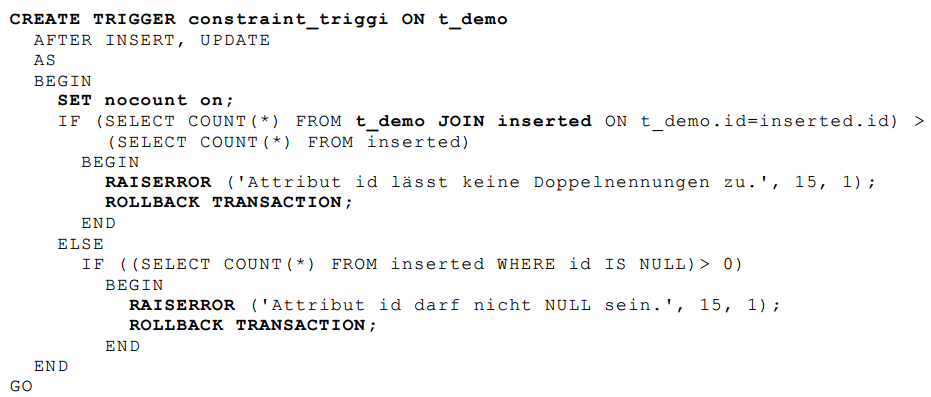 CREATE TRIGGER constraint_triggi ON t_demo
AFTER INSERT, UPDATE
AS
BEGIN
SET nocount on;
IF (SELECT COUNT(*) FROM t_demo JOIN inserted ON t_demo.id=inserted.id) >
(SELECT COUNT(*) FROM inserted)
BEGIN
RAISERROR ('Attribut id lässt keine Doppelnennungen zu.', 15, 1);
ROLLBACK TRANSACTION;
END
ELSE
IF ((SELECT COUNT(*) FROM inserted WHERE id IS NULL)> 0)
BEGIN
RAISERROR ('Attribut id darf nicht NULL sein.', 15, 1);
ROLLBACK TRANSACTION;
END
END
GO